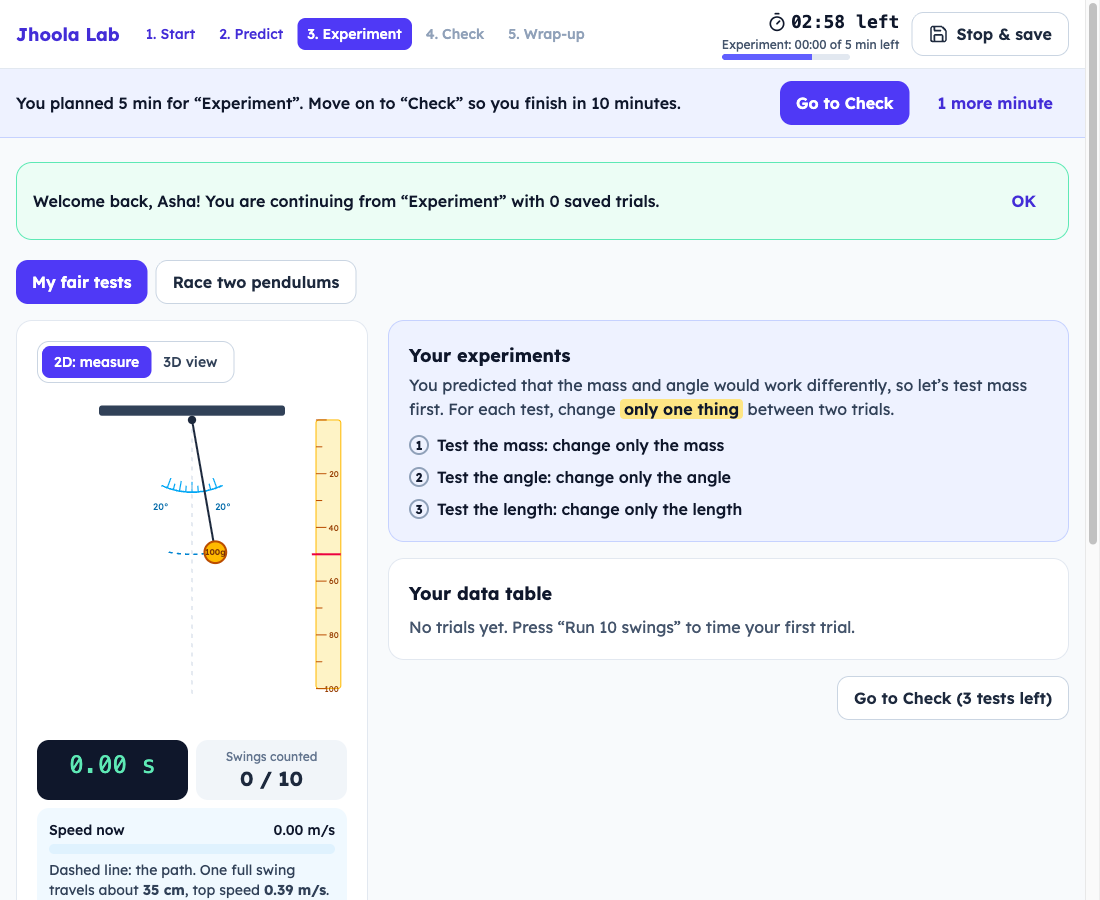 Jhoola Lab
1. Start
2. Predict
3. Experiment
4. Check
5. Wrap-up
02:58 left
Experiment: 00:00 of 5 min left
Stop & save
You planned 5 min for “Experiment”. Move on to “Check” so you finish in 10 minutes.
Go to Check
1 more minute
Welcome back, Asha! You are continuing from “Experiment” with 0 saved trials.
OK
My fair tests
Race two pendulums
2D: measure
3D view
20°
20°
100g
20
40
60
80
100
0.00 s
Swings counted
0 / 10
Speed now
0.00 m/s
Dashed line: the path. One full swing
travels about 35 cm, top speed 0.39 m/s.
Your experiments
You predicted that the mass and angle would work differently, so let’s test mass
first. For each test, change only one thing between two trials.
1 Test the mass: change only the mass
2 Test the angle: change only the angle
3 Test the length: change only the length
Your data table
No trials yet. Press “Run 10 swings” to time your first trial.
Go to Check (3 tests left)